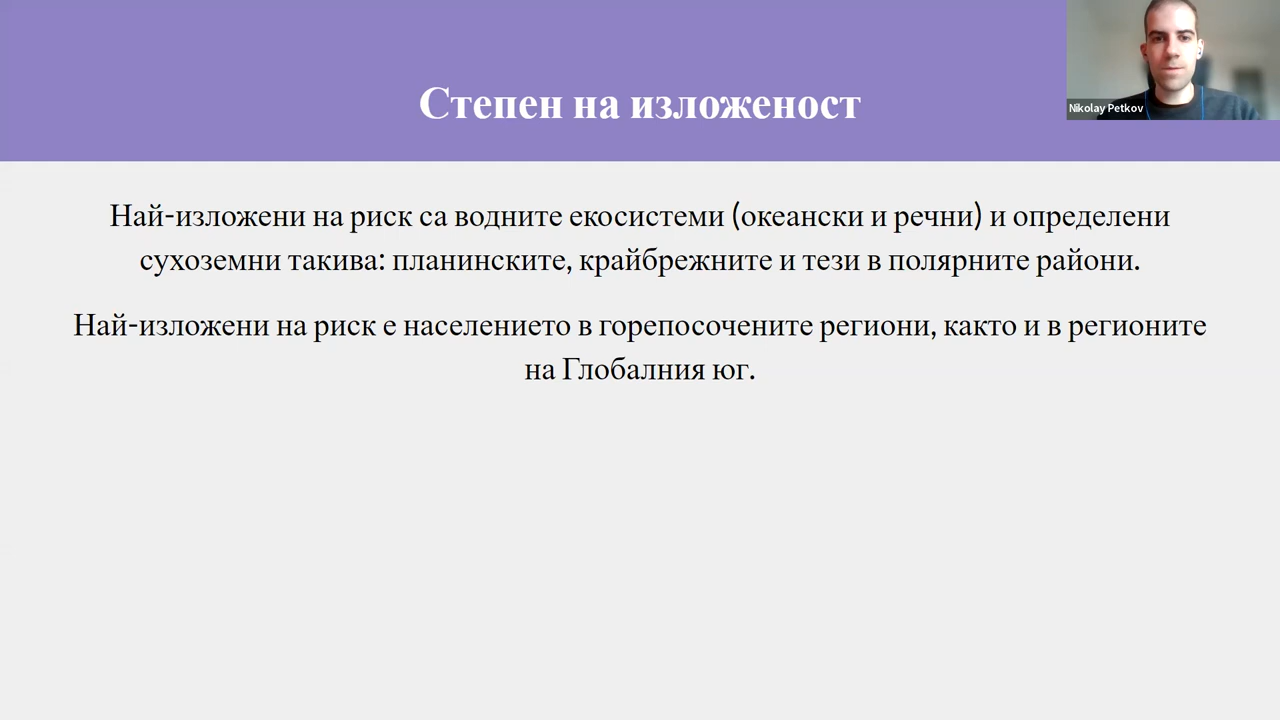 Степен на изложеност
Nikolay Petkov
Най-изложени на риск са водните екосистеми (океански и речни) и определени
сухоземни такива: планинските, крайбрежните и тези в полярните райони.
Най-изложени на риск е населението в горепосочените региони, както и в регионите
на Глобалния юг.